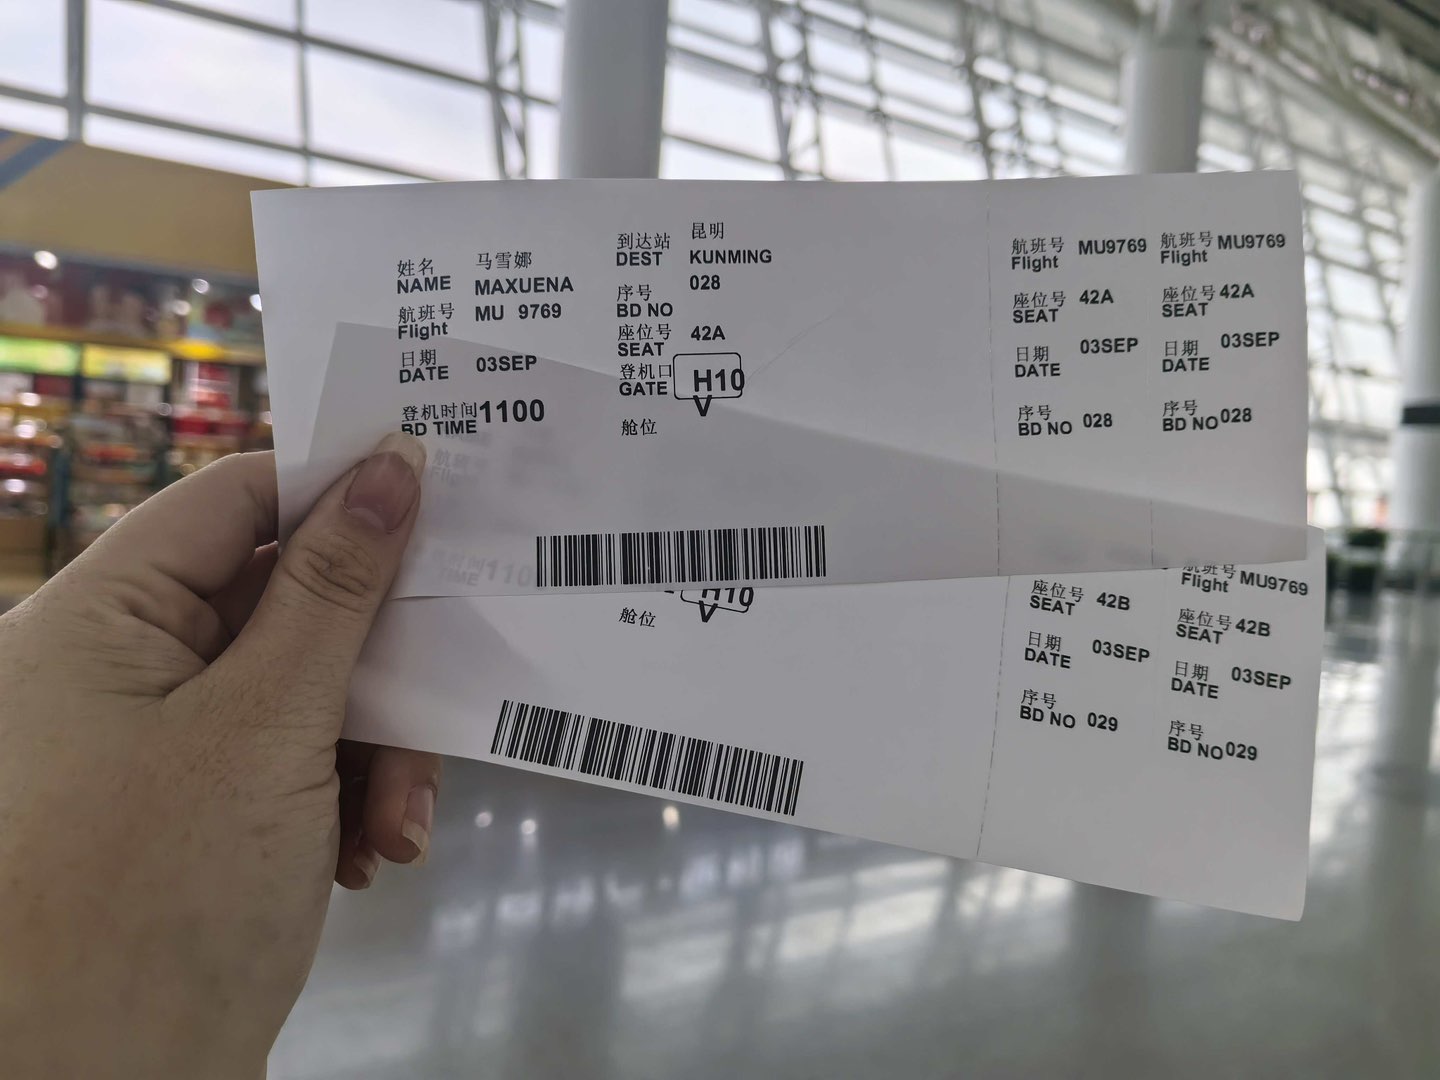 姓名 马雪娜
NAME MAXUENA
航班号
Flight MU 9769
日期
DATE 03SEP
登机时间
BD TIME 1100
到达站 昆明
DEST KUNMING
序号 028
BD NO
座位号 42A
SEAT
登机口
GATE H10
舱位 V
航班号 MU9769
Flight
座位号 42A
SEAT
日期 03SEP
DATE
序号
BD NO 028
航班号 MU9769
Flight
座位号 42A
SEAT
日期 03SEP
DATE
序号
BD NO 028
H10
舱位 V
座位号 42B
SEAT
日期 03SEP
DATE
序号
BD NO 029
航班号
Flight MU9769
座位号 42B
SEAT
日期 03SEP
DATE
序号
BD NO 029